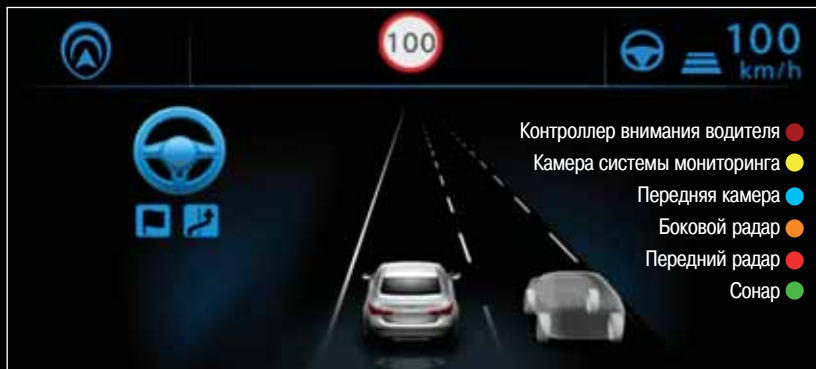 100
100
km/h
Контроллер внимания водителя
Камера системы мониторинга
Передняя камера
Боковой радар
Передний радар
Сонар